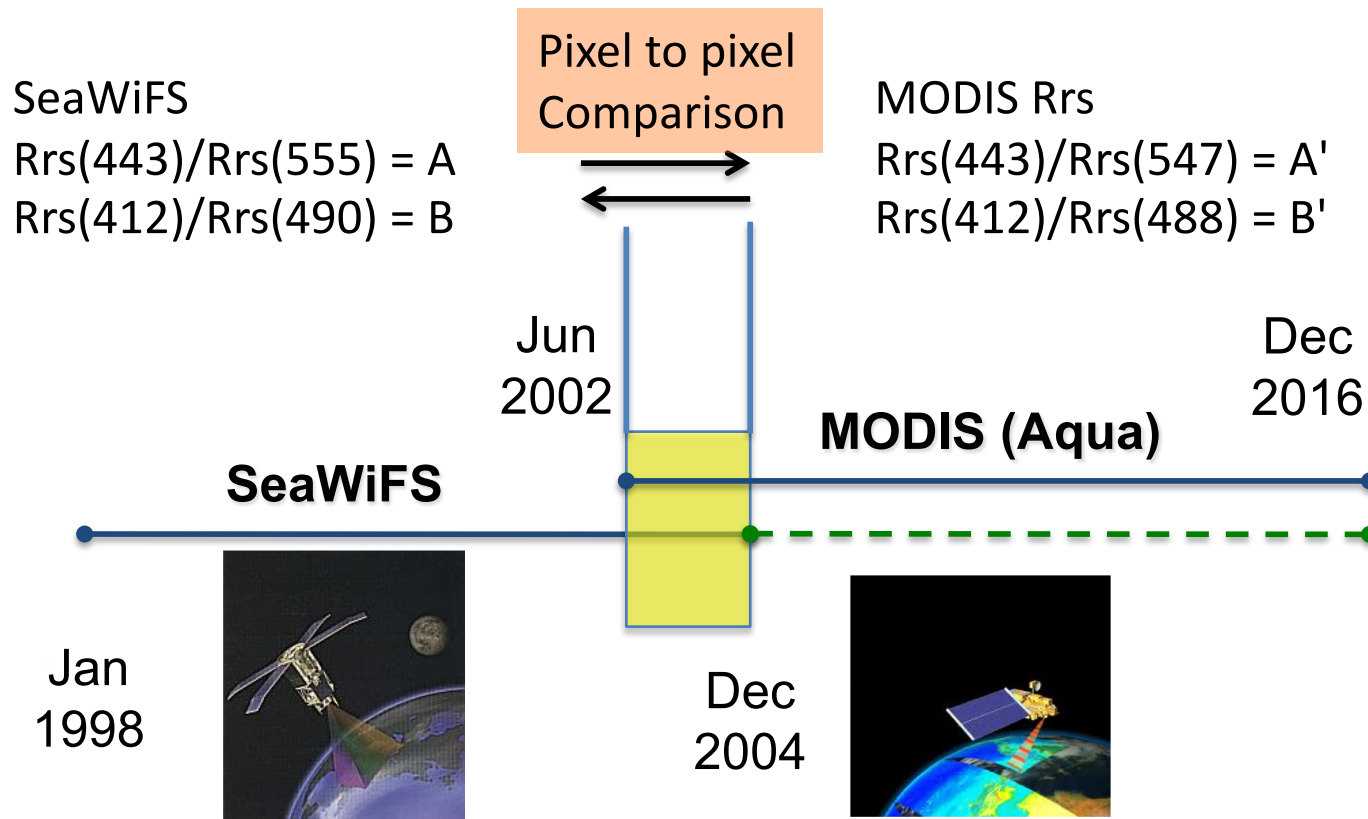 Pixel to pixel
Comparison
SeaWiFS
Rrs(443)/Rrs(555) = A
Rrs(412)/Rrs(490) = B
MODIS Rrs
Rrs(443)/Rrs(547) = A'
Rrs(412)/Rrs(488) = B'
Jun
2002
Dec
2016
MODIS (Aqua)
SeaWiFS
Jan
1998
Dec
2004